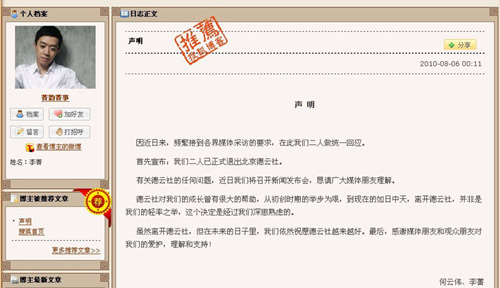 个人档案
菁韵菁事
档案
加好友
留言
打招呼
查看博主的微博
姓名：李菁
博主被推荐文章
荐
声明
搜狐首页
更多推荐文章>>
博主最新文章
日志正文
声明
推薦
搜狐博客
分享
2010-08-06 00:11
声 明
因近日来，频繁接到各界媒体采访的要求，在此我们二人做统一回应。
首先宣布：我们二人已正式退出北京德云社。
有关德云社的任何问题，近日我们将召开新闻发布会，恳请广大媒体朋友理解。
德云社对我们的成长曾有很大的帮助，从初创时期的举步为艰，到现在的如日中天，离开德云社，并非是
我们的轻率之举，这个决定是经过我们深思熟虑的。
虽然离开德云社，但在未来的日子里，我们依然祝愿德云社越来越好。最后，感谢媒体朋友和观众朋友对
我们的爱护，理解和支持！
何云伟、李菁